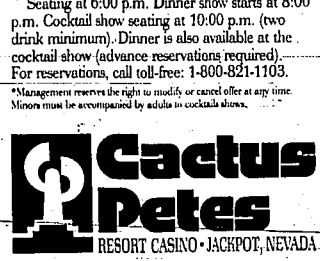 Seating at 6:00 p.m. Dinner show starts at 8:00
p.m. Cocktail show seating at 10:00 p.m. (two
drink minimum). Dinner is also available at the
cocktail show (advance reservations required).
For reservations, call toll-free: 1-800-821-1103.
*Management reserves the right to modify or cancel offer at any time.
Minors must be accompanied by adults in cocktail shows.
Cactus
Petes
RESORT CASINO • JACKPOT, NEVADA